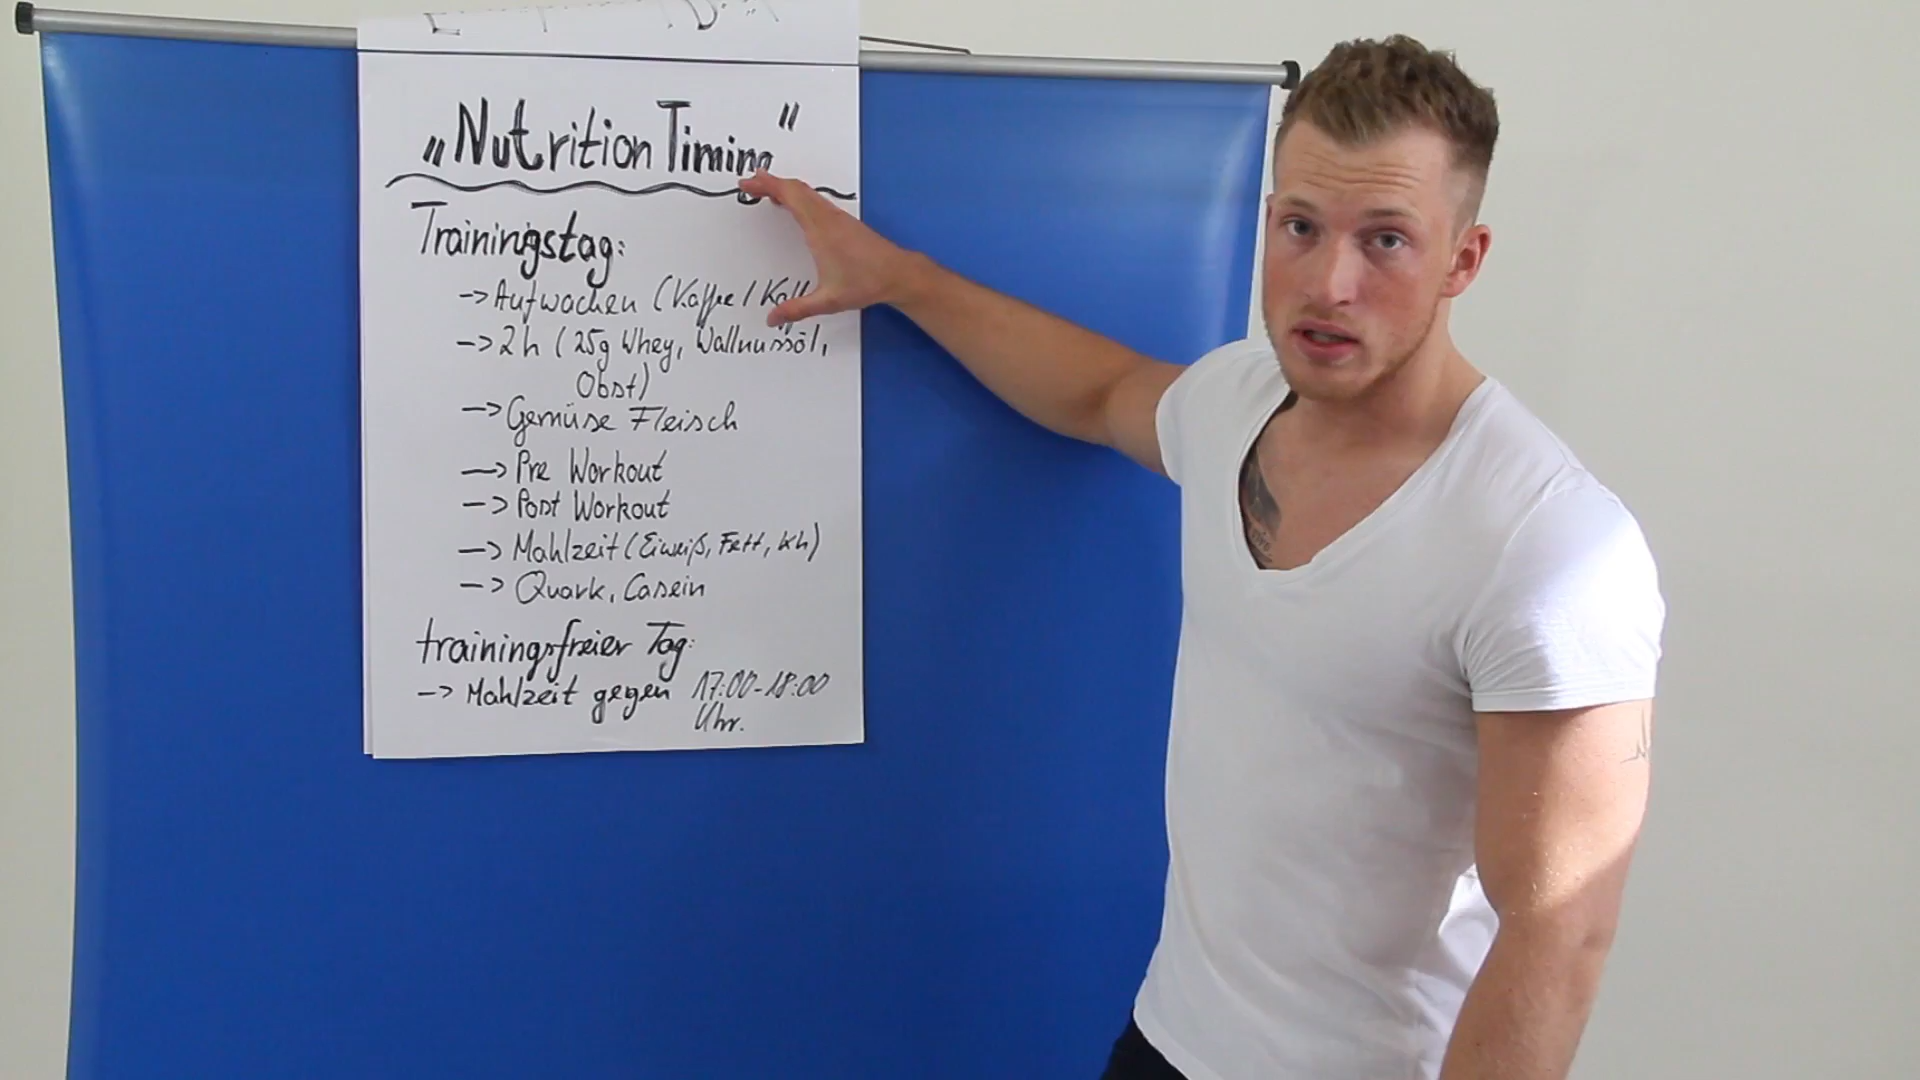 „Nutrition Timing“
Trainingstag:
-> Aufwachen (Kaffee /
-> 2h (25g Whey, Wallnussöl,
Obst)
-> Gemüse Fleisch
-> Pre Workout
-> Post Workout
-> Mahlzeit (Eiweiß, Fett, Kh)
-> Quark, Casein
trainingsfreier Tag:
-> Mahlzeit gegen 17:00-18:00
Uhr.